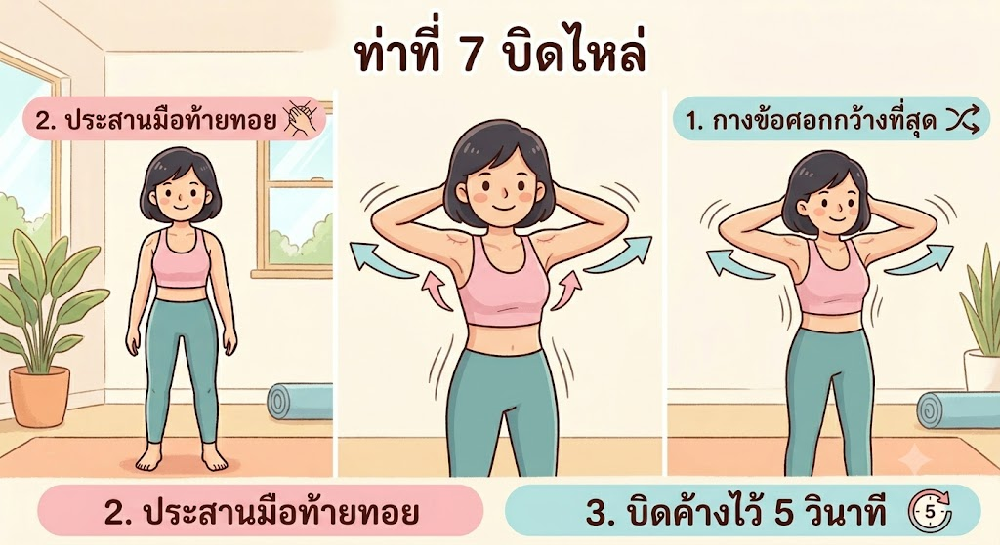 ท่าที่ 7 บิดไหล่
2. ประสานมือท้ายทอย
1. กางข้อศอกกว้างที่สุด
2. ประสานมือท้ายทอย
3. บิดค้างไว้ 5 วินาที
5